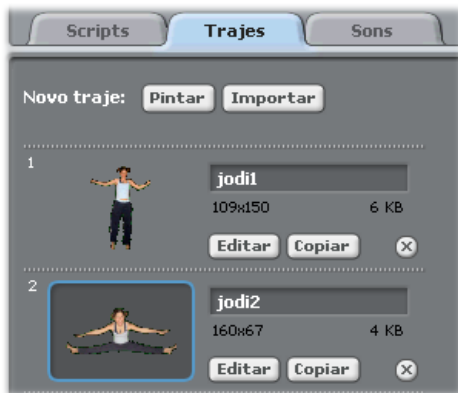 Scripts Trajes Sons
Novo traje: Pintar Importar
1
jodi1
109x150 6 KB
Editar Copiar
2
jodi2
160x67 4 KB
Editar Copiar